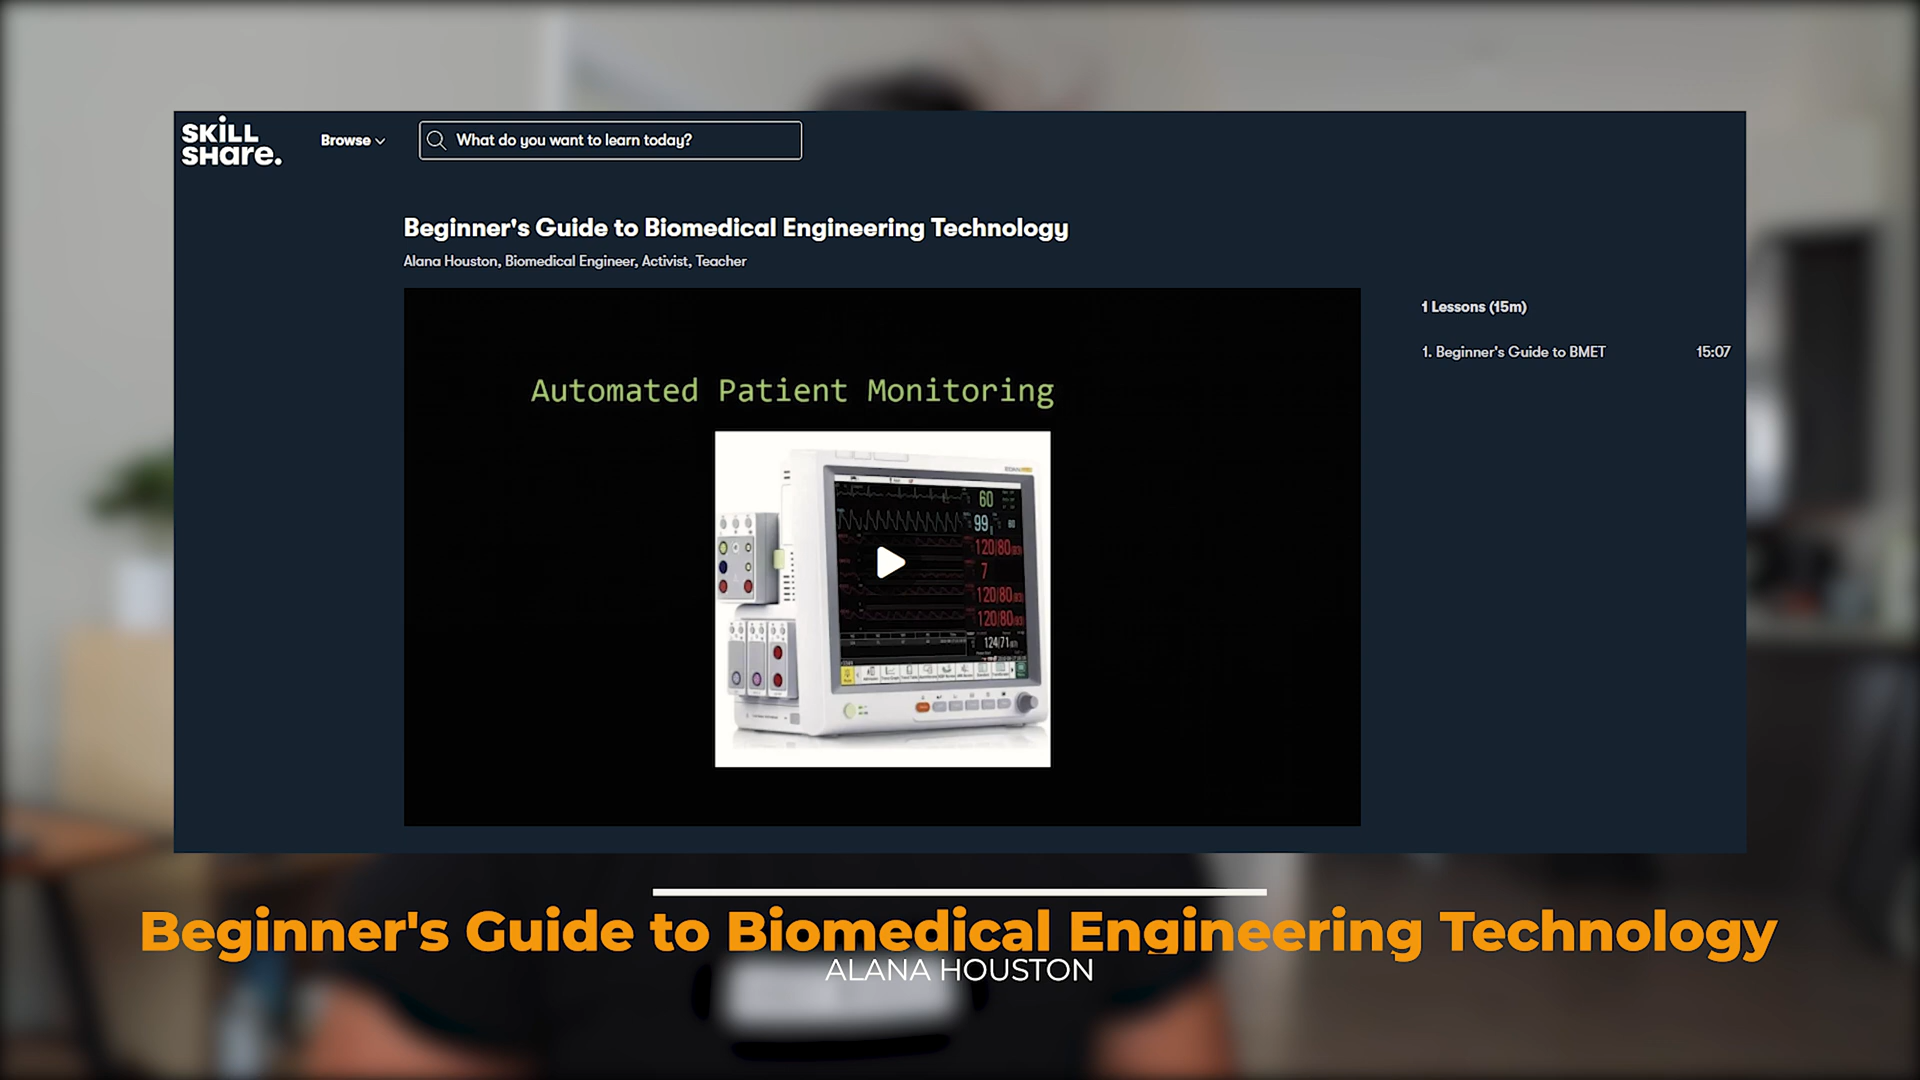 SKILL
SHare.
Browse
What do you want to learn today?
Beginner's Guide to Biomedical Engineering Technology
Alana Houston, Biomedical Engineer, Activist, Teacher
1 Lessons (15m)
1. Beginner's Guide to BMET 15:07
Automated Patient Monitoring
60
99
120/80
7
120/80
120/80
124/71
Beginner's Guide to Biomedical Engineering Technology
ALANA HOUSTON